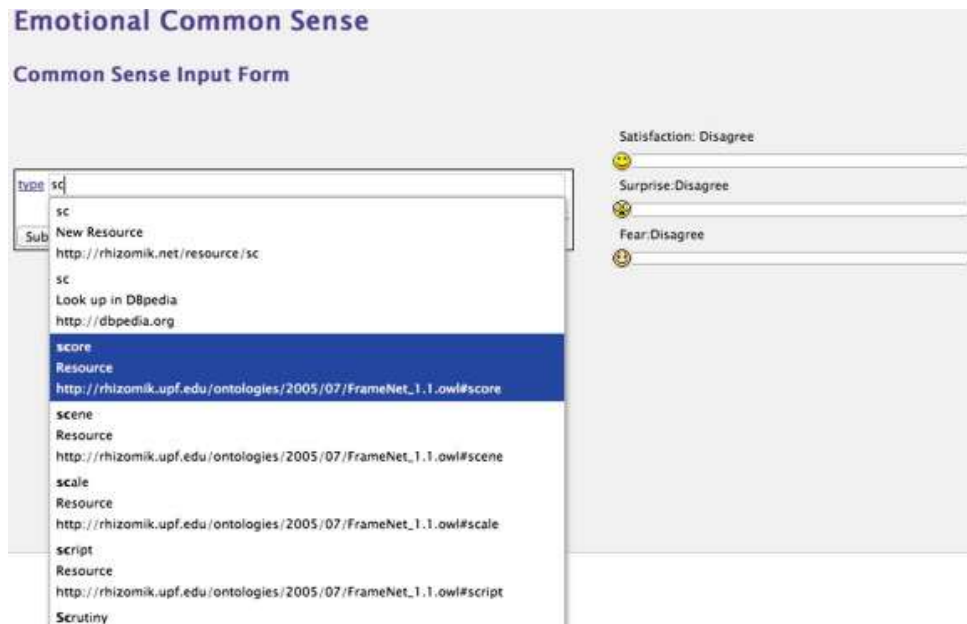 Emotional Common Sense
Common Sense Input Form
Satisfaction: Disagree
Surprise:Disagree
Fear:Disagree
type sc
Sub
sc
New Resource
http://rhizomik.net/resource/sc
sc
Look up in DBpedia
http://dbpedia.org
score
Resource
http://rhizomik.upf.edu/ontologies/2005/07/FrameNet_1.1.owl#score
scene
Resource
http://rhizomik.upf.edu/ontologies/2005/07/FrameNet_1.1.owl#scene
scale
Resource
http://rhizomik.upf.edu/ontologies/2005/07/FrameNet_1.1.owl#scale
script
Resource
http://rhizomik.upf.edu/ontologies/2005/07/FrameNet_1.1.owl#script
Scrutiny